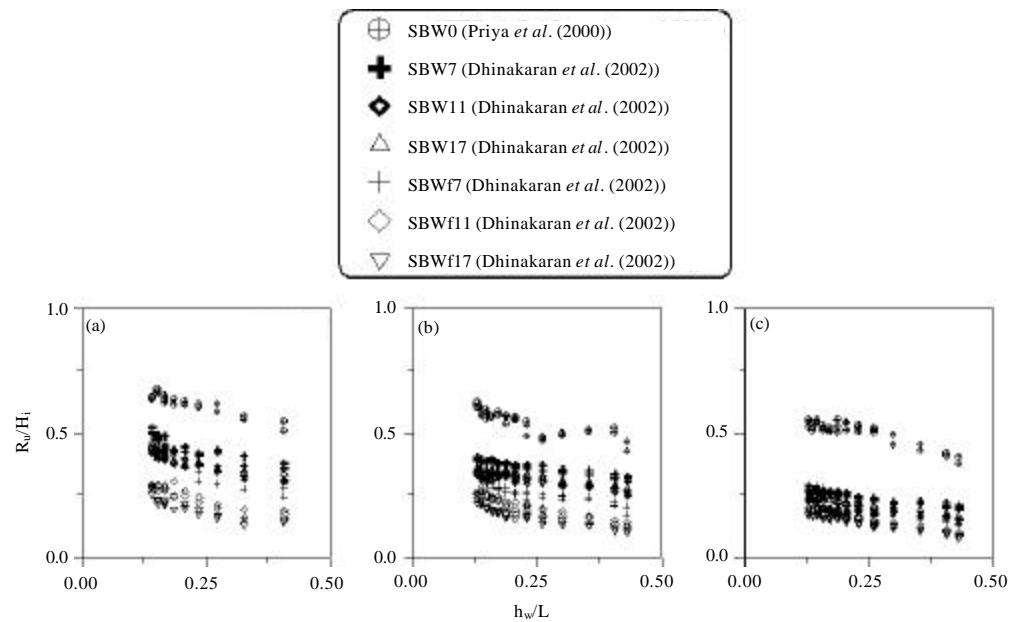 SBW0 (Priya et al. (2000))
SBW7 (Dhinakaran et al. (2002))
SBW11 (Dhinakaran et al. (2002))
SBW17 (Dhinakaran et al. (2002))
SBWf7 (Dhinakaran et al. (2002))
SBWf11 (Dhinakaran et al. (2002))
SBWf17 (Dhinakaran et al. (2002))
1.0 (a) 1.0 (b) 1.0 (c)
R_u/H_i
0.5 0.5 0.5
0.0 0.0 0.0
0.00 0.25 0.50 0.00 0.25 0.50 0.00 0.25 0.50
h_w/L